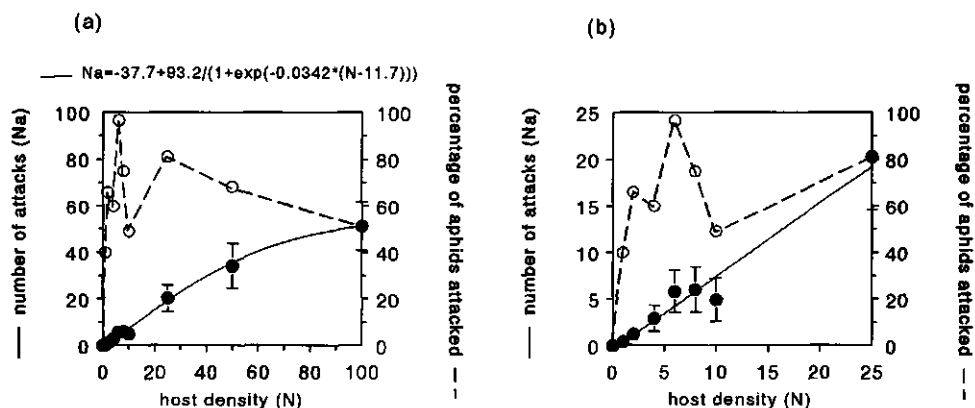 (a)
(b)
— Na=-37.7+93.2/(1+exp(-0.0342*(N-11.7)))
— number of attacks (Na)
100
80
60
40
20
0
0 20 40 60 80 100
host density (N)
100
80
60
40
20
0
percentage of aphids attacked
— number of attacks (Na)
25
20
15
10
5
0
0 5 10 15 20 25
host density (N)
100
80
60
40
20
0
percentage of aphids attacked